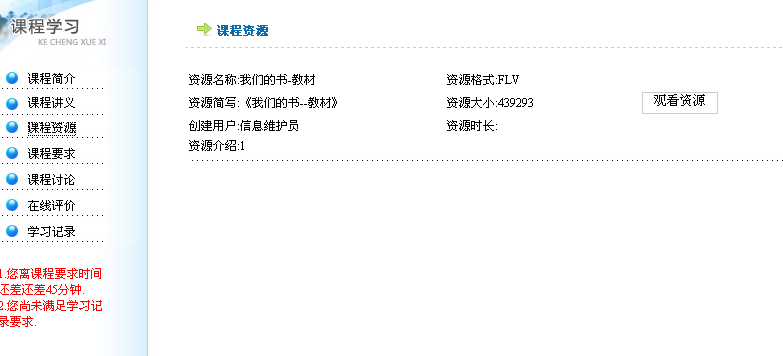 课程学习
KE CHENG XUE XI
课程简介
课程讲义
课程资源
课程要求
课程讨论
在线评价
学习记录
1.您离课程要求时间
还差还差45分钟.
2.您尚未满足学习记
录要求.
课程资源
资源名称:我们的书-教材 资源格式:FLV
资源简写:《我们的书--教材》 资源大小:439293 观看资源
创建用户:信息维护员 资源时长:
资源介绍:1